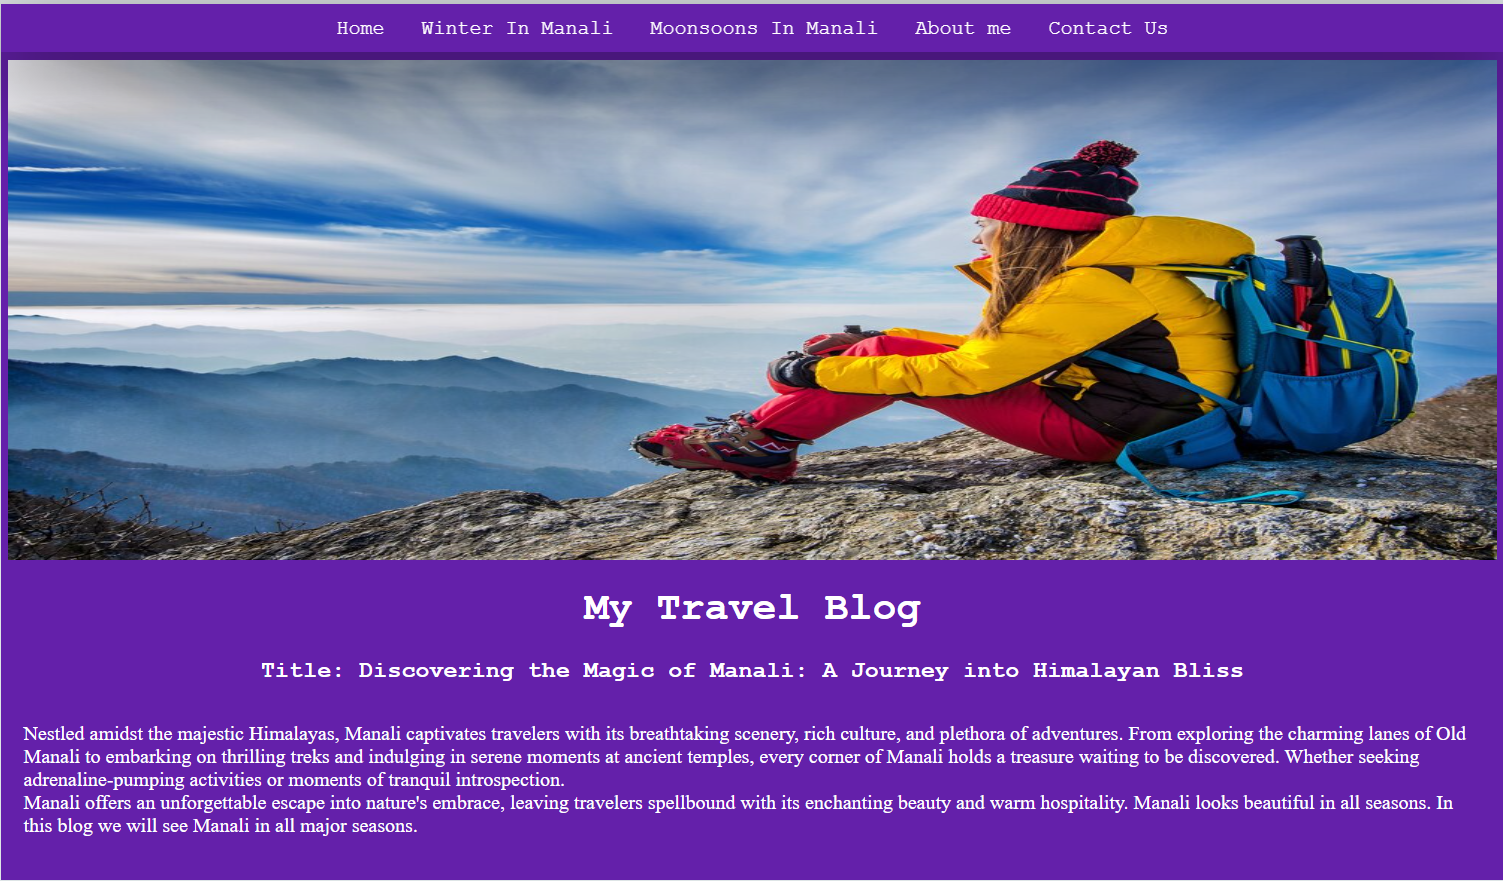 Home Winter In Manali Moonsoons In Manali About me Contact Us
My Travel Blog
Title: Discovering the Magic of Manali: A Journey into Himalayan Bliss
Nestled amidst the majestic Himalayas, Manali captivates travelers with its breathtaking scenery, rich culture, and plethora of adventures. From exploring the charming lanes of Old
Manali to embarking on thrilling treks and indulging in serene moments at ancient temples, every corner of Manali holds a treasure waiting to be discovered. Whether seeking
adrenaline-pumping activities or moments of tranquil introspection.
Manali offers an unforgettable escape into nature's embrace, leaving travelers spellbound with its enchanting beauty and warm hospitality. Manali looks beautiful in all seasons. In
this blog we will see Manali in all major seasons.